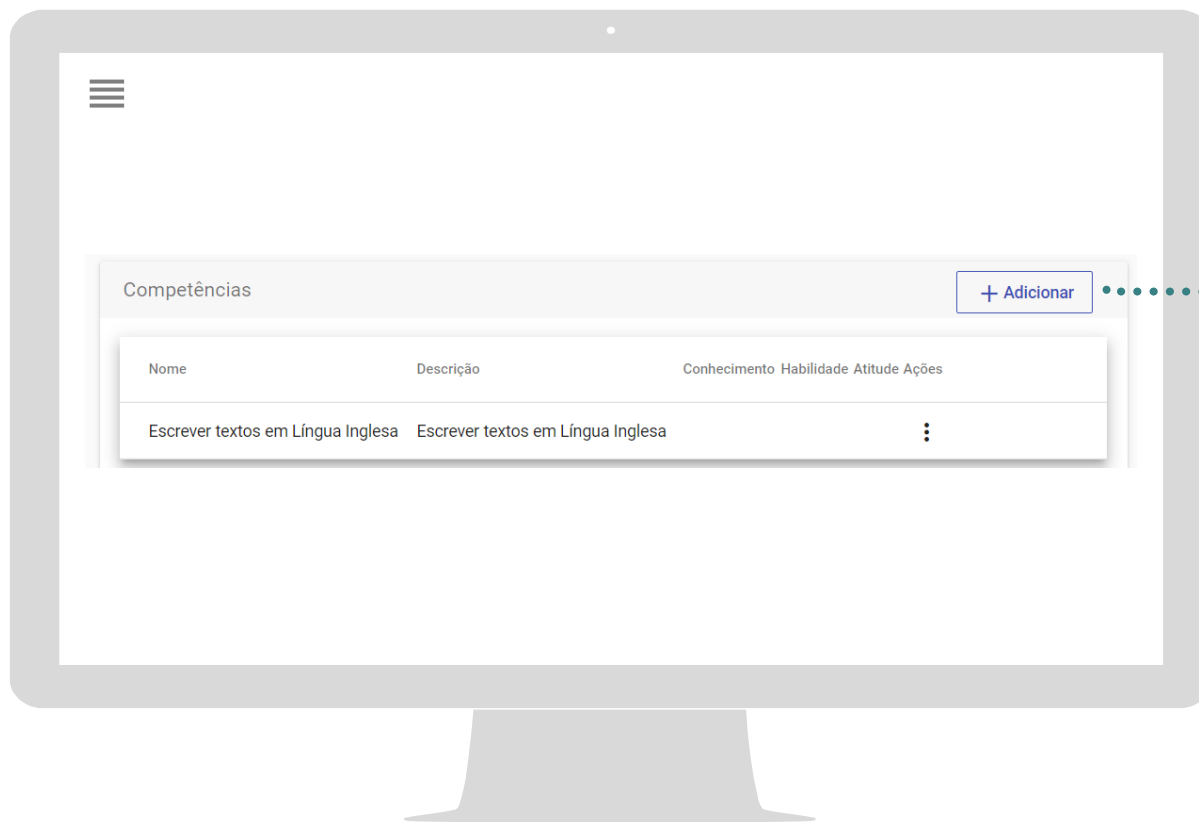 Competências
+ Adicionar
Nome Descrição Conhecimento Habilidade Atitude Ações
Escrever textos em Língua Inglesa Escrever textos em Língua Inglesa